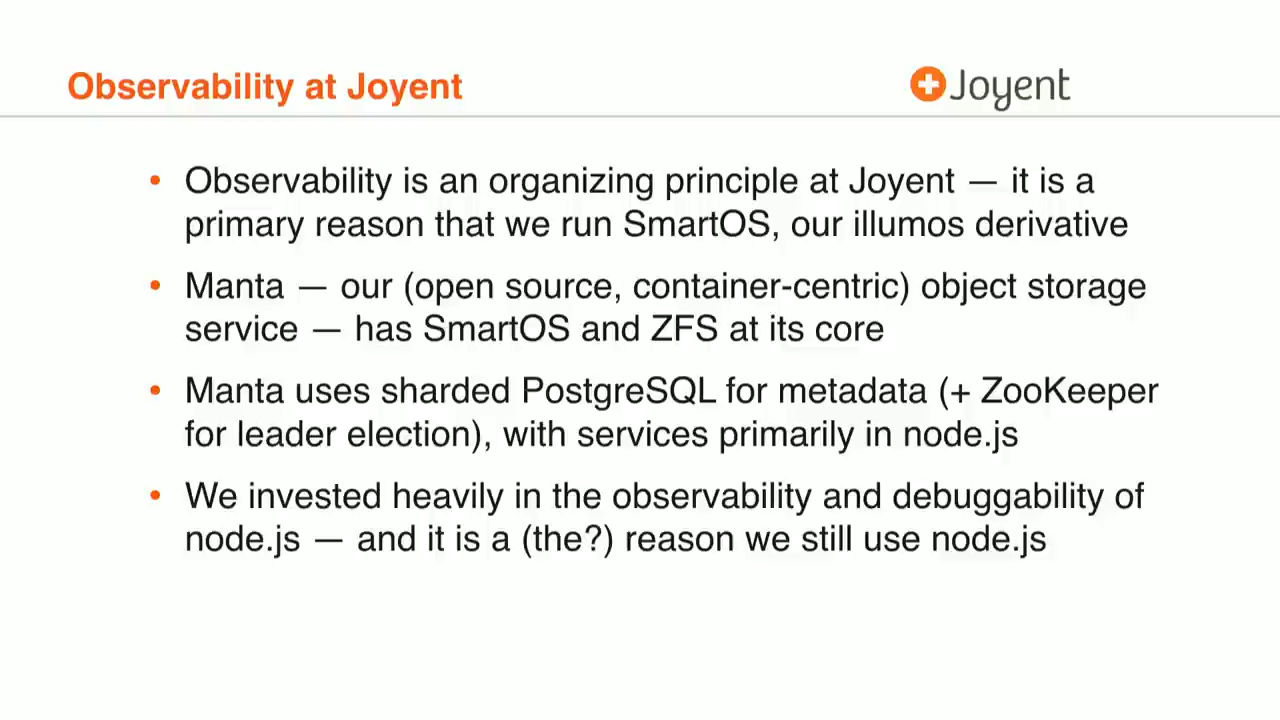 Observability at Joyent
Joyent
• Observability is an organizing principle at Joyent — it is a
primary reason that we run SmartOS, our illumos derivative
• Manta — our (open source, container-centric) object storage
service — has SmartOS and ZFS at its core
• Manta uses sharded PostgreSQL for metadata (+ ZooKeeper
for leader election), with services primarily in node.js
• We invested heavily in the observability and debuggability of
node.js — and it is a (the?) reason we still use node.js